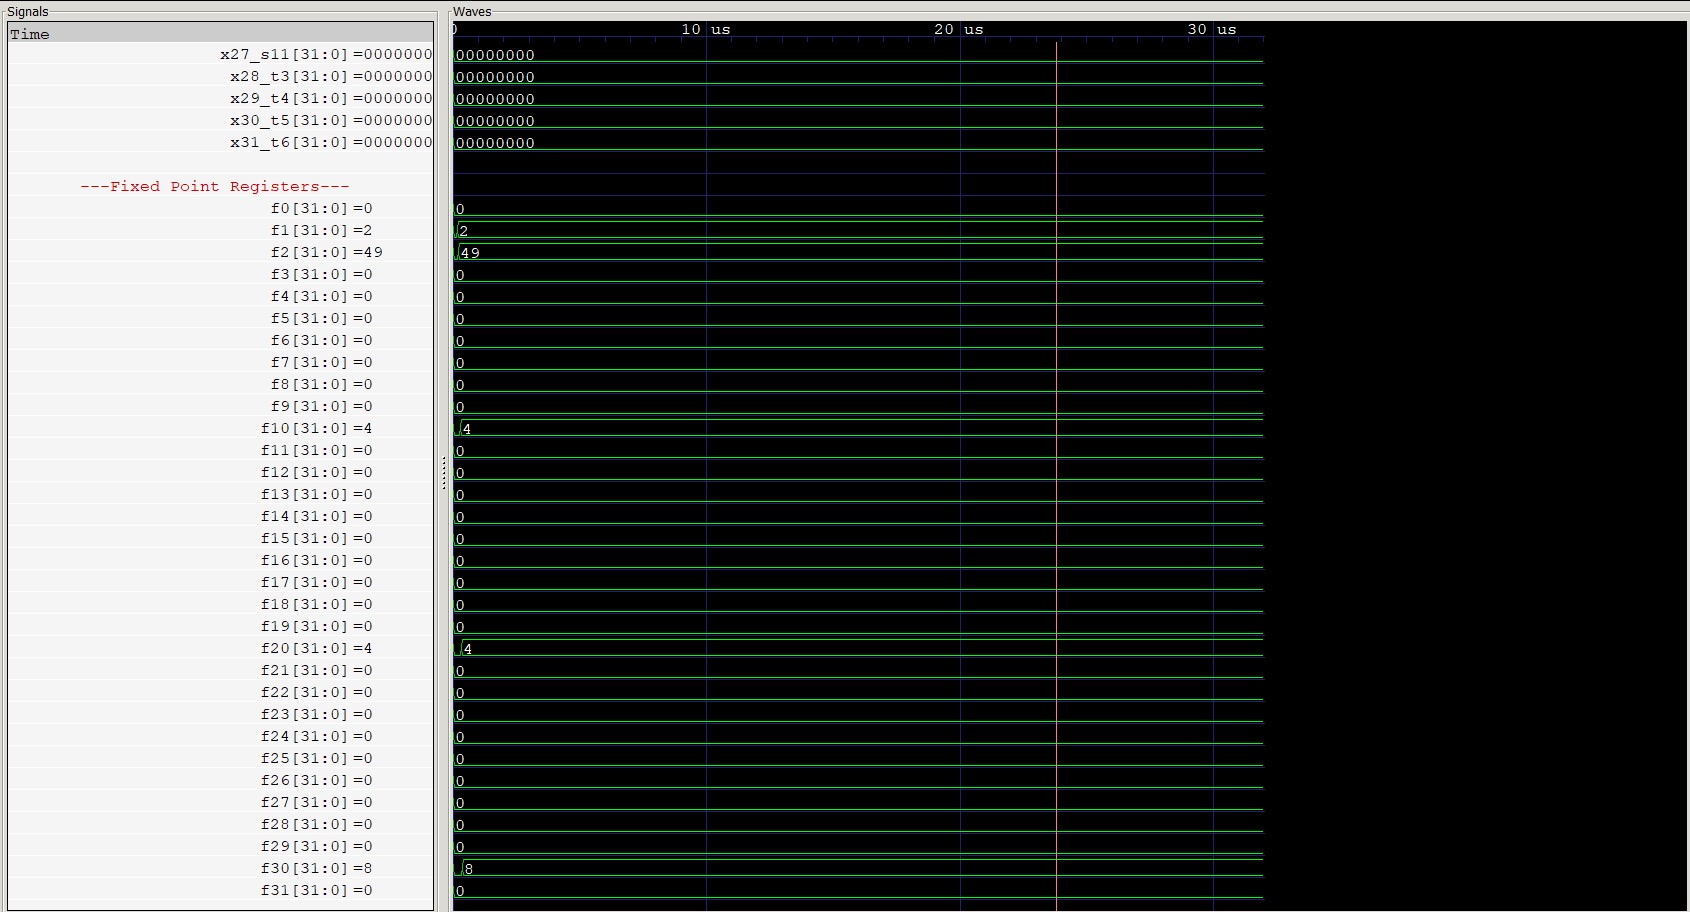 Signals
Waves
Time
0 10 us 20 us 30 us
x27_s11[31:0]=0000000 00000000
x28_t3[31:0]=0000000 00000000
x29_t4[31:0]=0000000 00000000
x30_t5[31:0]=0000000 00000000
x31_t6[31:0]=0000000 00000000
---Fixed Point Registers---
f0[31:0]=0 0
f1[31:0]=2 2
f2[31:0]=49 49
f3[31:0]=0 0
f4[31:0]=0 0
f5[31:0]=0 0
f6[31:0]=0 0
f7[31:0]=0 0
f8[31:0]=0 0
f9[31:0]=0 0
f10[31:0]=4 4
f11[31:0]=0 0
f12[31:0]=0 0
f13[31:0]=0 0
f14[31:0]=0 0
f15[31:0]=0 0
f16[31:0]=0 0
f17[31:0]=0 0
f18[31:0]=0 0
f19[31:0]=0 0
f20[31:0]=4 4
f21[31:0]=0 0
f22[31:0]=0 0
f23[31:0]=0 0
f24[31:0]=0 0
f25[31:0]=0 0
f26[31:0]=0 0
f27[31:0]=0 0
f28[31:0]=0 0
f29[31:0]=0 0
f30[31:0]=8 8
f31[31:0]=0 0